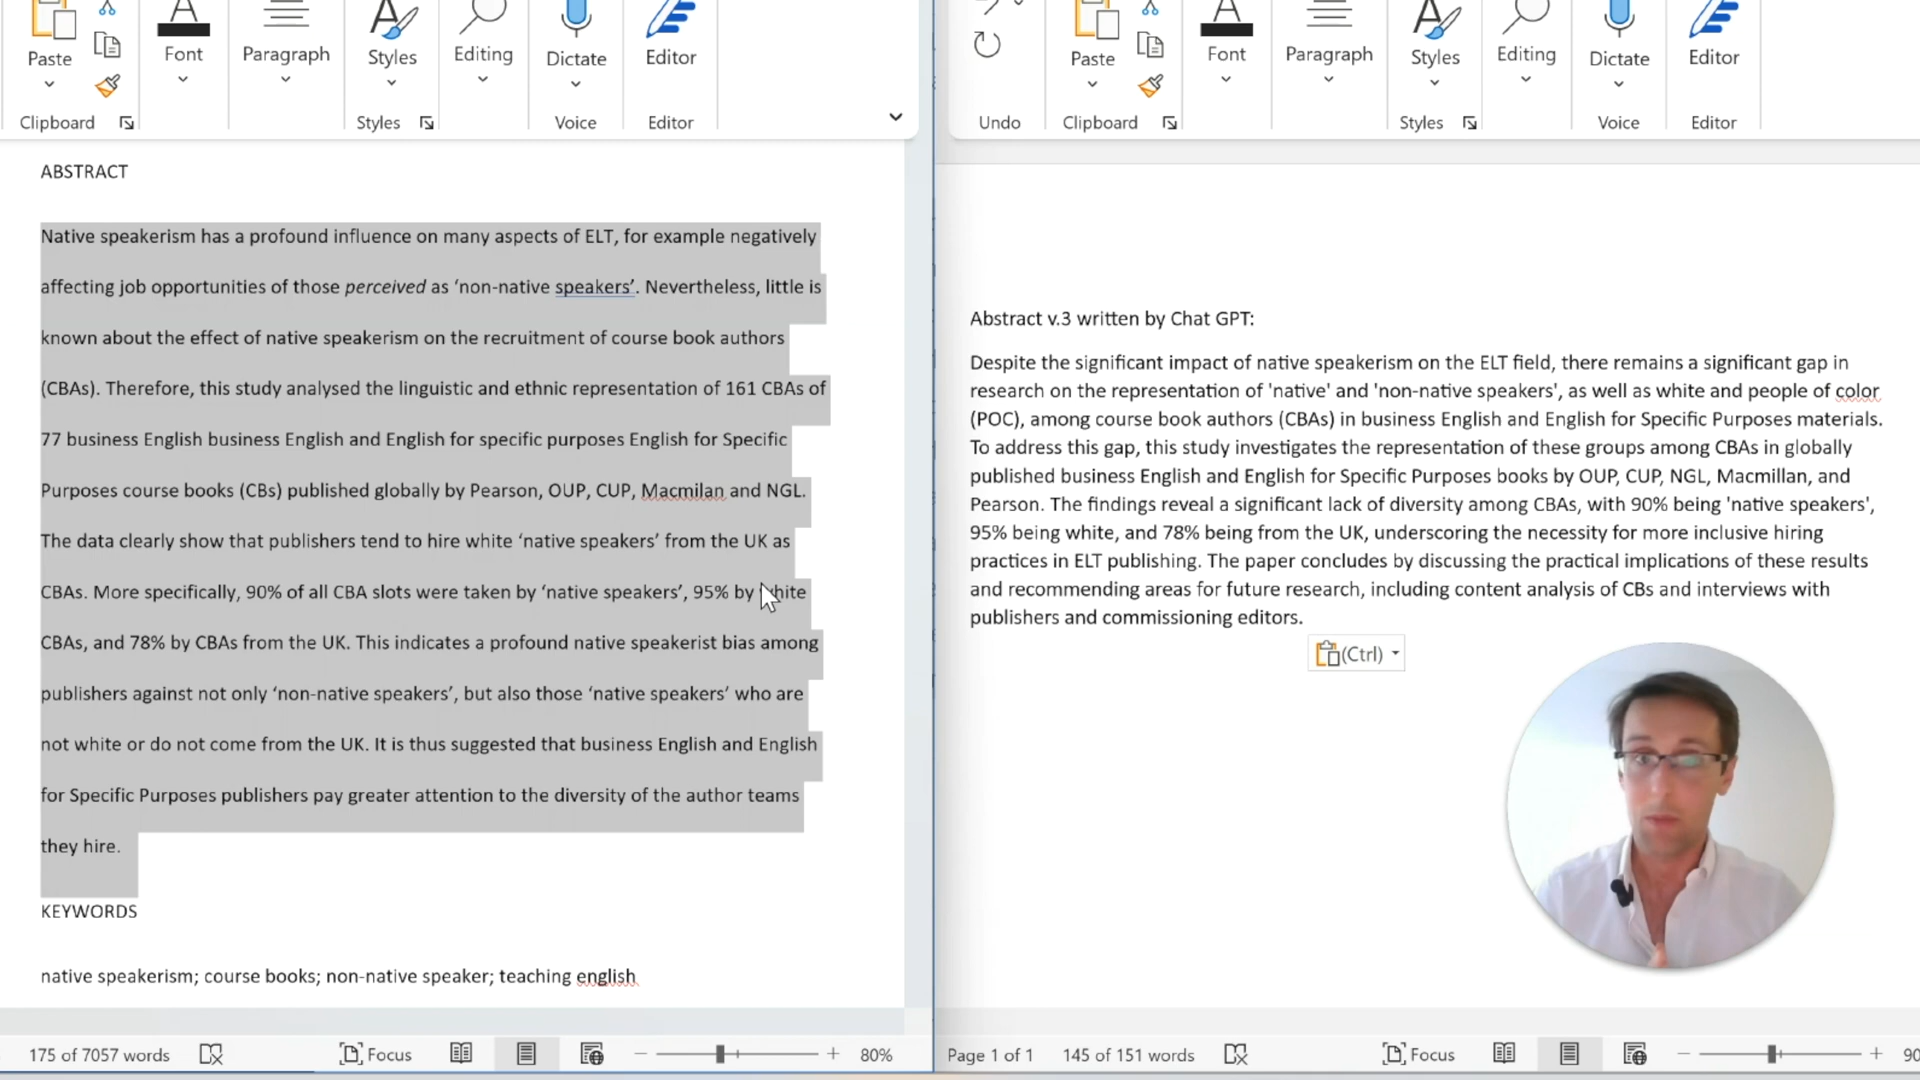 Paste
Font
Paragraph
Styles
Editing
Dictate
Editor
Clipboard
Styles
Voice
Editor
ABSTRACT
Native speakerism has a profound influence on many aspects of ELT, for example negatively
affecting job opportunities of those perceived as ‘non-native speakers’. Nevertheless, little is
known about the effect of native speakerism on the recruitment of course book authors
(CBAs). Therefore, this study analysed the linguistic and ethnic representation of 161 CBAs of
77 business English business English and English for specific purposes English for Specific
Purposes course books (CBs) published globally by Pearson, OUP, CUP, Macmilan and NGL.
The data clearly show that publishers tend to hire white ‘native speakers’ from the UK as
CBAs. More specifically, 90% of all CBA slots were taken by ‘native speakers’, 95% by white
CBAs, and 78% by CBAs from the UK. This indicates a profound native speakerist bias among
publishers against not only ‘non-native speakers’, but also those ‘native speakers’ who are
not white or do not come from the UK. It is thus suggested that business English and English
for Specific Purposes publishers pay greater attention to the diversity of the author teams
they hire.
KEYWORDS
native speakerism; course books; non-native speaker; teaching english
175 of 7057 words
Focus
80%
Paste
Font
Paragraph
Styles
Editing
Dictate
Editor
Undo
Clipboard
Styles
Voice
Editor
Abstract v.3 written by Chat GPT:
Despite the significant impact of native speakerism on the ELT field, there remains a significant gap in
research on the representation of 'native' and 'non-native speakers', as well as white and people of color
(POC), among course book authors (CBAs) in business English and English for Specific Purposes materials.
To address this gap, this study investigates the representation of these groups among CBAs in globally
published business English and English for Specific Purposes books by OUP, CUP, NGL, Macmillan, and
Pearson. The findings reveal a significant lack of diversity among CBAs, with 90% being 'native speakers',
95% being white, and 78% being from the UK, underscoring the necessity for more inclusive hiring
practices in ELT publishing. The paper concludes by discussing the practical implications of these results
and recommending areas for future research, including content analysis of CBs and interviews with
publishers and commissioning editors.
(Ctrl)
Page 1 of 1
145 of 151 words
Focus
90